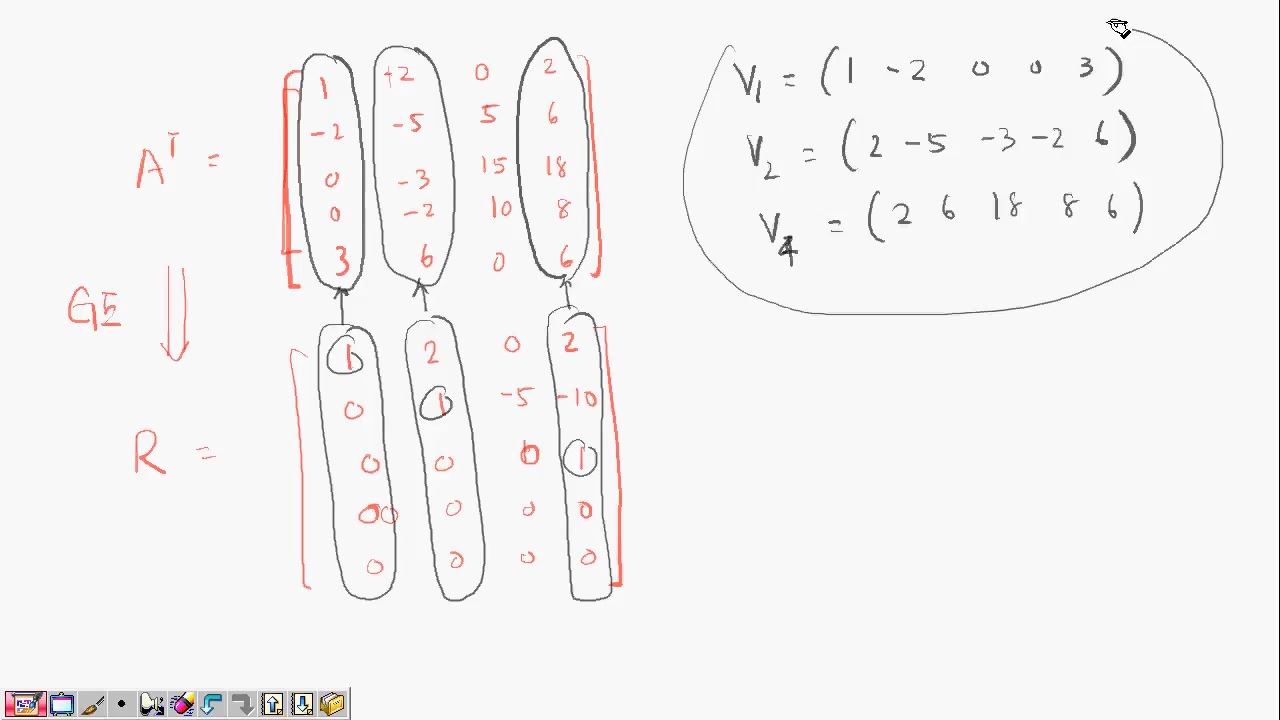 1 +2 0 2
-2 -5 5 6
A^T = 0 -3 15 18
0 -2 10 8
3 6 0 6
V1 = (1 -2 0 0 3)
V2 = (2 -5 -3 -2 6)
V4 = (2 6 18 8 6)
GE
1 2 0 2
0 1 -5 -10
R = 0 0 0 1
00 0 0 0
0 0 0 0